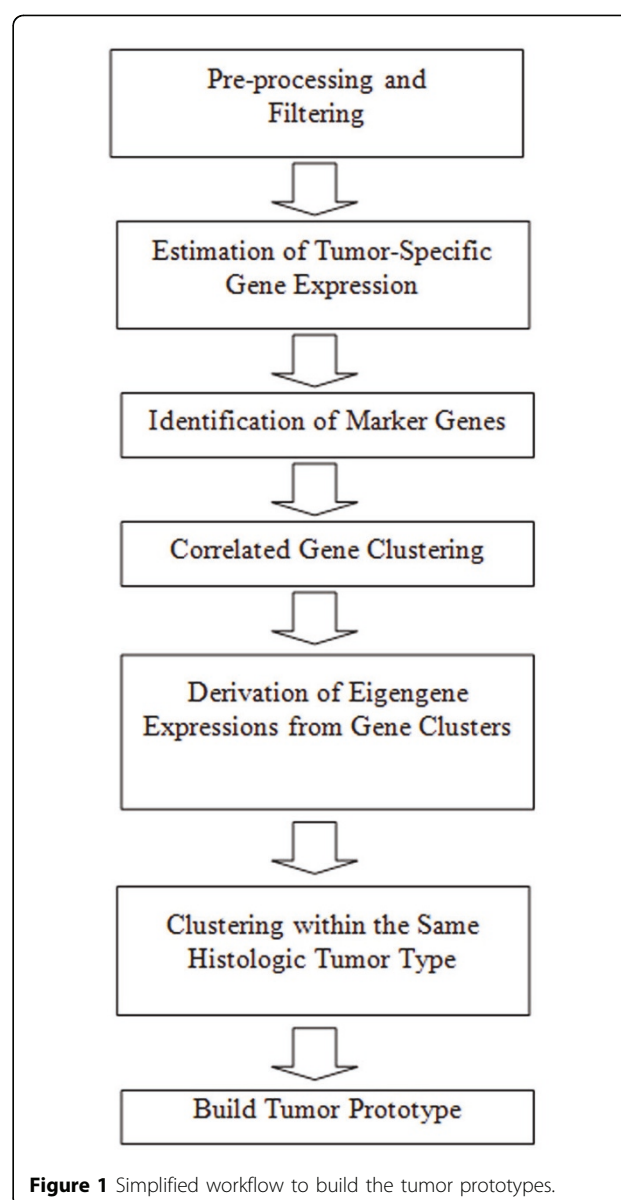 Pre-processing and
Filtering
Estimation of Tumor-Specific
Gene Expression
Identification of Marker Genes
Correlated Gene Clustering
Derivation of Eigengene
Expressions from Gene Clusters
Clustering within the Same
Histologic Tumor Type
Build Tumor Prototype
Figure 1 Simplified workflow to build the tumor prototypes.